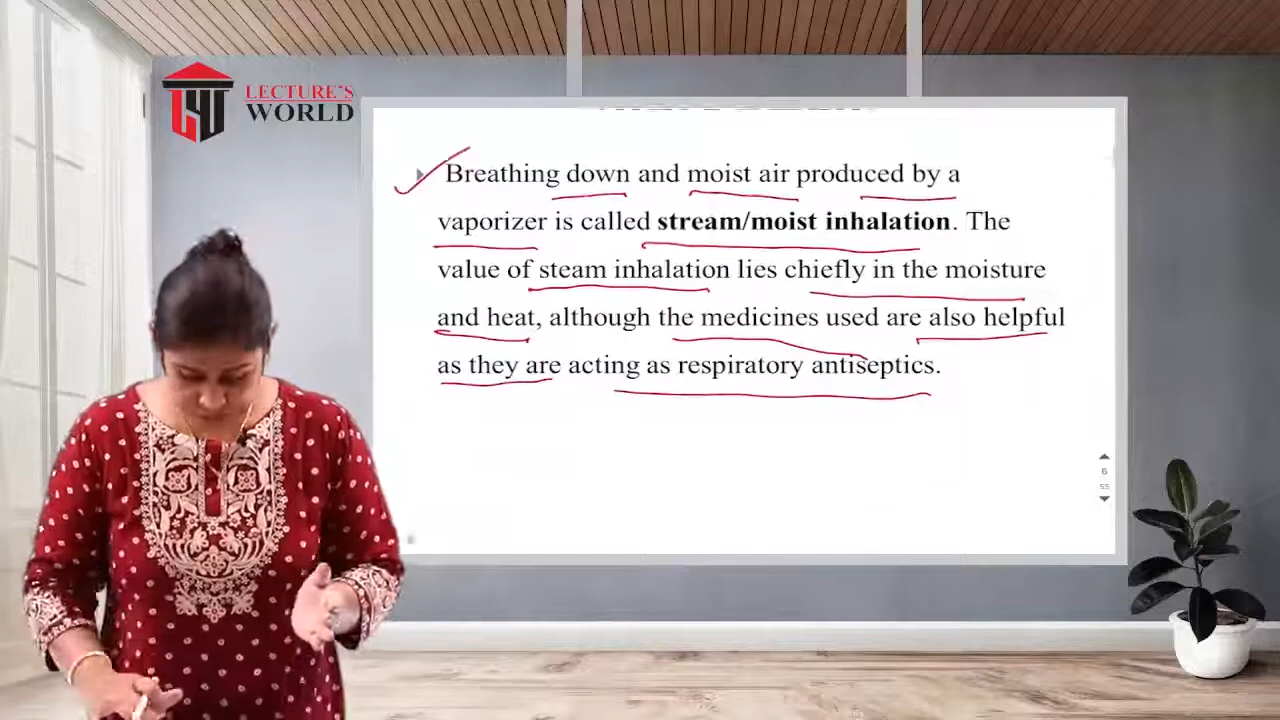 LECTURE'S
WORLD
Breathing down and moist air produced by a
vaporizer is called stream/moist inhalation. The
value of steam inhalation lies chiefly in the moisture
and heat, although the medicines used are also helpful
as they are acting as respiratory antiseptics.
6
55